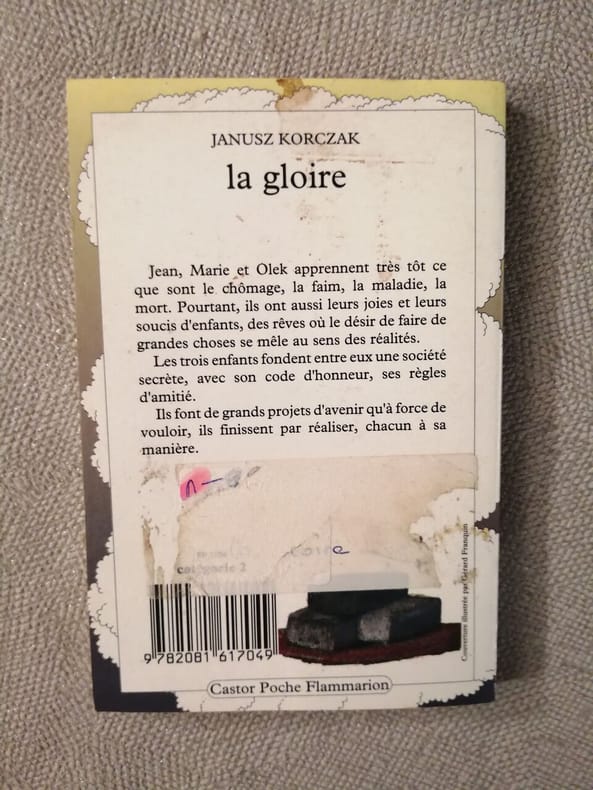 JANUSZ KORCZAK
la gloire
Jean, Marie et Olek apprennent très tôt ce
que sont le chômage, la faim, la maladie, la
mort. Pourtant, ils ont aussi leurs joies et leurs
soucis d'enfants, des rêves où le désir de faire de
grandes choses se mêle au sens des réalités.
Les trois enfants fondent entre eux une société
secrète, avec son code d'honneur, ses règles
d'amitié.
Ils font de grands projets d'avenir qu'à force de
vouloir, ils finissent par réaliser, chacun à sa
manière.
catégorie 2
9 782081 617049
Couverture illustrée par Gérard Franquin
Castor Poche Flammarion